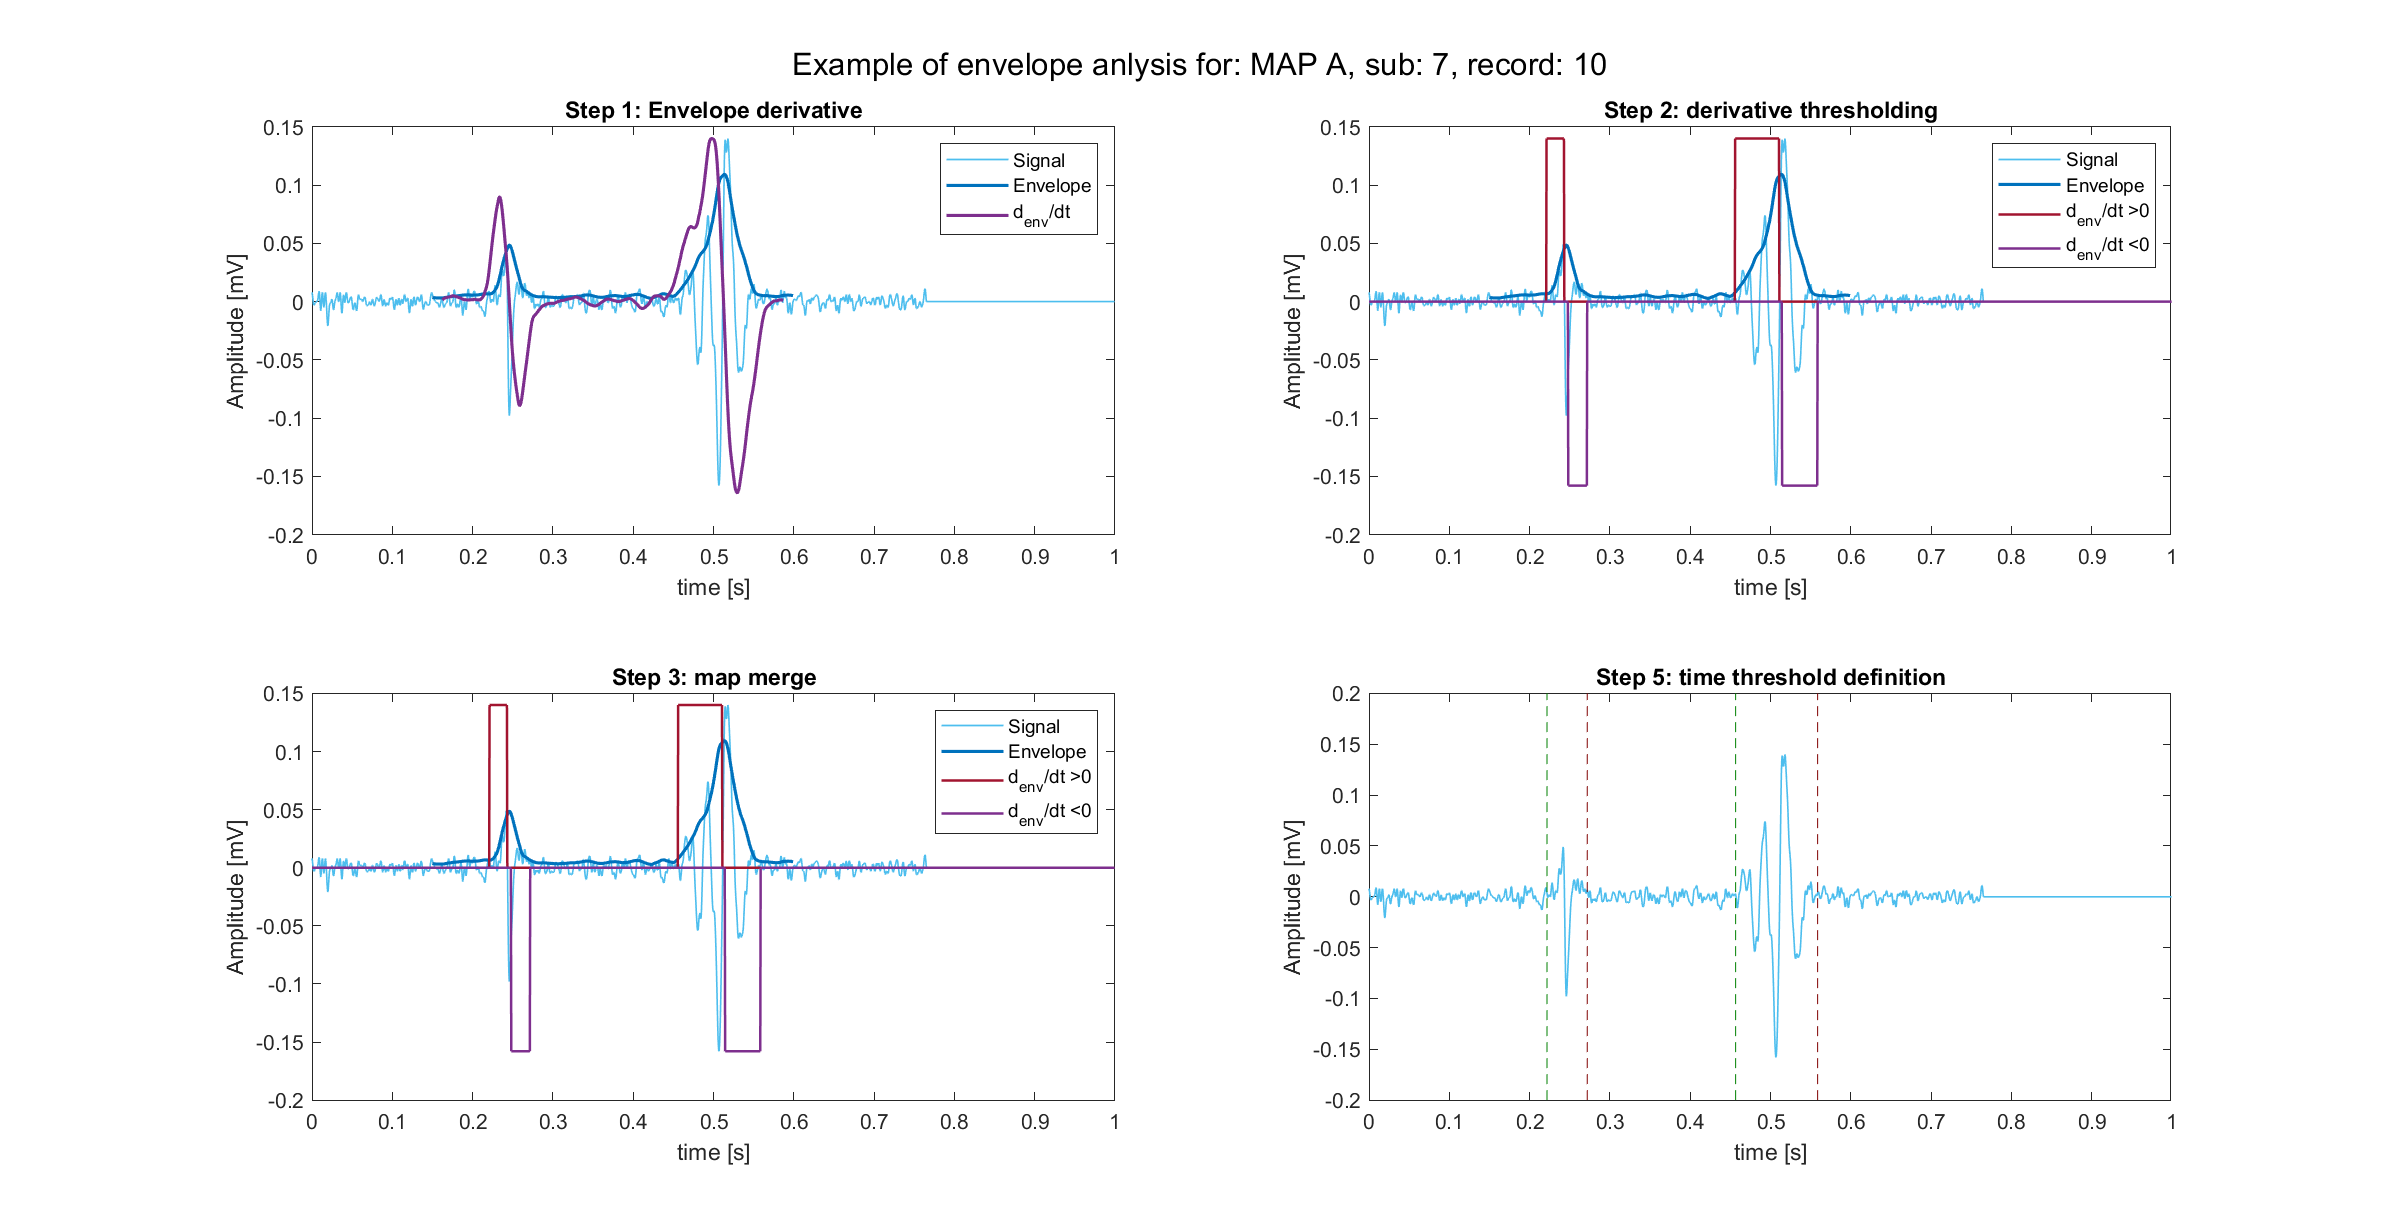 Example of envelope anlysis for: MAP A, sub: 7, record: 10
Step 1: Envelope derivative
0.15
0.1
0.05
0
-0.05
-0.1
-0.15
-0.2
Amplitude [mV]
0 0.1 0.2 0.3 0.4 0.5 0.6 0.7 0.8 0.9 1
time [s]
Signal
Envelope
d_env/dt
Step 2: derivative thresholding
0.15
0.1
0.05
0
-0.05
-0.1
-0.15
-0.2
Amplitude [mV]
0 0.1 0.2 0.3 0.4 0.5 0.6 0.7 0.8 0.9 1
time [s]
Signal
Envelope
d_env/dt >0
d_env/dt <0
Step 3: map merge
0.15
0.1
0.05
0
-0.05
-0.1
-0.15
-0.2
Amplitude [mV]
0 0.1 0.2 0.3 0.4 0.5 0.6 0.7 0.8 0.9 1
time [s]
Signal
Envelope
d_env/dt >0
d_env/dt <0
Step 5: time threshold definition
0.2
0.15
0.1
0.05
0
-0.05
-0.1
-0.15
-0.2
Amplitude [mV]
0 0.1 0.2 0.3 0.4 0.5 0.6 0.7 0.8 0.9 1
time [s]